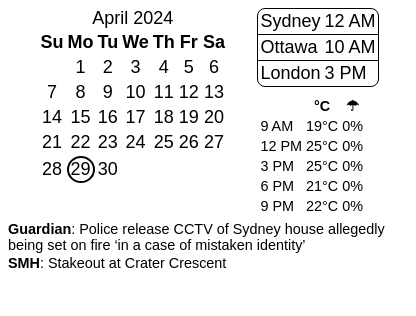 April 2024
Su Mo Tu We Th Fr Sa
1 2 3 4 5 6
7 8 9 10 11 12 13
14 15 16 17 18 19 20
21 22 23 24 25 26 27
28 29 30
Sydney 12 AM
Ottawa 10 AM
London 3 PM
°C ☂
9 AM 19°C 0%
12 PM 25°C 0%
3 PM 25°C 0%
6 PM 21°C 0%
9 PM 22°C 0%
Guardian: Police release CCTV of Sydney house allegedly
being set on fire ‘in a case of mistaken identity’
SMH: Stakeout at Crater Crescent